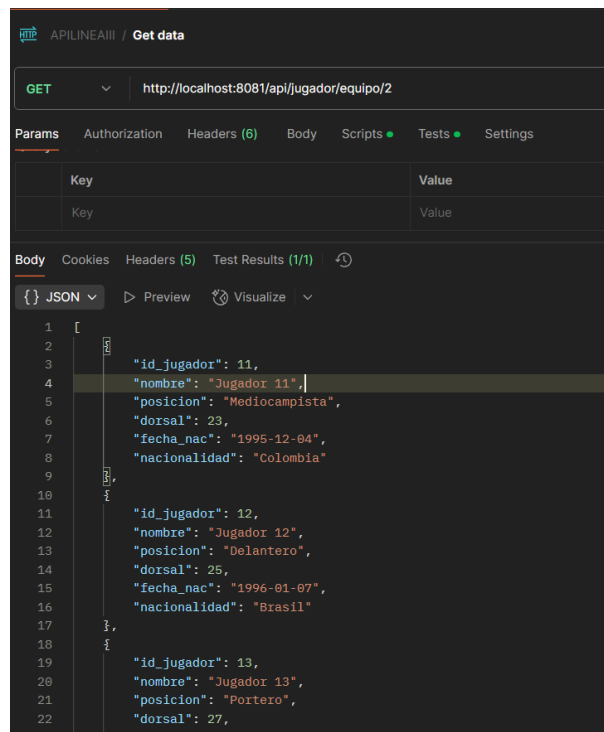 HTTP APILINEAIII / Get data
GET http://localhost:8081/api/jugador/equipo/2
Params Authorization Headers (6) Body Scripts Tests Settings
Key Value
Key Value
Body Cookies Headers (5) Test Results (1/1)
{} JSON Preview Visualize
1 [
2 {
3 "id_jugador": 11,
4 "nombre": "Jugador 11",
5 "posicion": "Mediocampista",
6 "dorsal": 23,
7 "fecha_nac": "1995-12-04",
8 "nacionalidad": "Colombia"
9 },
10 {
11 "id_jugador": 12,
12 "nombre": "Jugador 12",
13 "posicion": "Delantero",
14 "dorsal": 25,
15 "fecha_nac": "1996-01-07",
16 "nacionalidad": "Brasil"
17 },
18 {
19 "id_jugador": 13,
20 "nombre": "Jugador 13",
21 "posicion": "Portero",
22 "dorsal": 27,